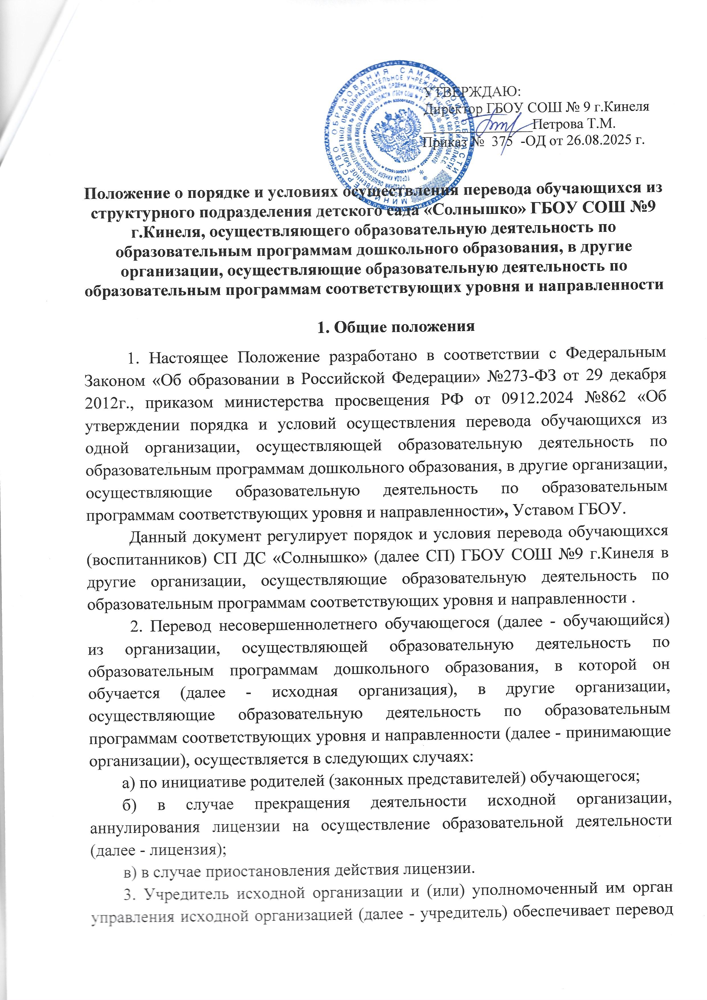 УТВЕРЖДАЮ:
Директор ГБОУ СОШ № 9 г.Кинеля
Петрова Т.М.
Приказ № 375 -ОД от 26.08.2025 г.
Положение о порядке и условиях осуществления перевода обучающихся из
структурного подразделения детского сада «Солнышко» ГБОУ СОШ №9
г.Кинеля, осуществляющего образовательную деятельность по
образовательным программам дошкольного образования, в другие
организации, осуществляющие образовательную деятельность по
образовательным программам соответствующих уровня и направленности
1. Общие положения
1. Настоящее Положение разработано в соответствии с Федеральным
Законом «Об образовании в Российской Федерации» №273-ФЗ от 29 декабря
2012г., приказом министерства просвещения РФ от 0912.2024 №862 «Об
утверждении порядка и условий осуществления перевода обучающихся из
одной организации, осуществляющей образовательную деятельность по
образовательным программам дошкольного образования, в другие организации,
осуществляющие образовательную деятельность по образовательным
программам соответствующих уровня и направленности», Уставом ГБОУ.
Данный документ регулирует порядок и условия перевода обучающихся
(воспитанников) СП ДС «Солнышко» (далее СП) ГБОУ СОШ №9 г.Кинеля в
другие организации, осуществляющие образовательную деятельность по
образовательным программам соответствующих уровня и направленности .
2. Перевод несовершеннолетнего обучающегося (далее - обучающийся)
из организации, осуществляющей образовательную деятельность по
образовательным программам дошкольного образования, в которой он
обучается (далее - исходная организация), в другие организации,
осуществляющие образовательную деятельность по образовательным
программам соответствующих уровня и направленности (далее - принимающие
организации), осуществляется в следующих случаях:
а) по инициативе родителей (законных представителей) обучающегося;
б) в случае прекращения деятельности исходной организации,
аннулирования лицензии на осуществление образовательной деятельности
(далее - лицензия);
в) в случае приостановления действия лицензии.
3. Учредитель исходной организации и (или) уполномоченный им орган
управления исходной организацией (далее - учредитель) обеспечивает перевод